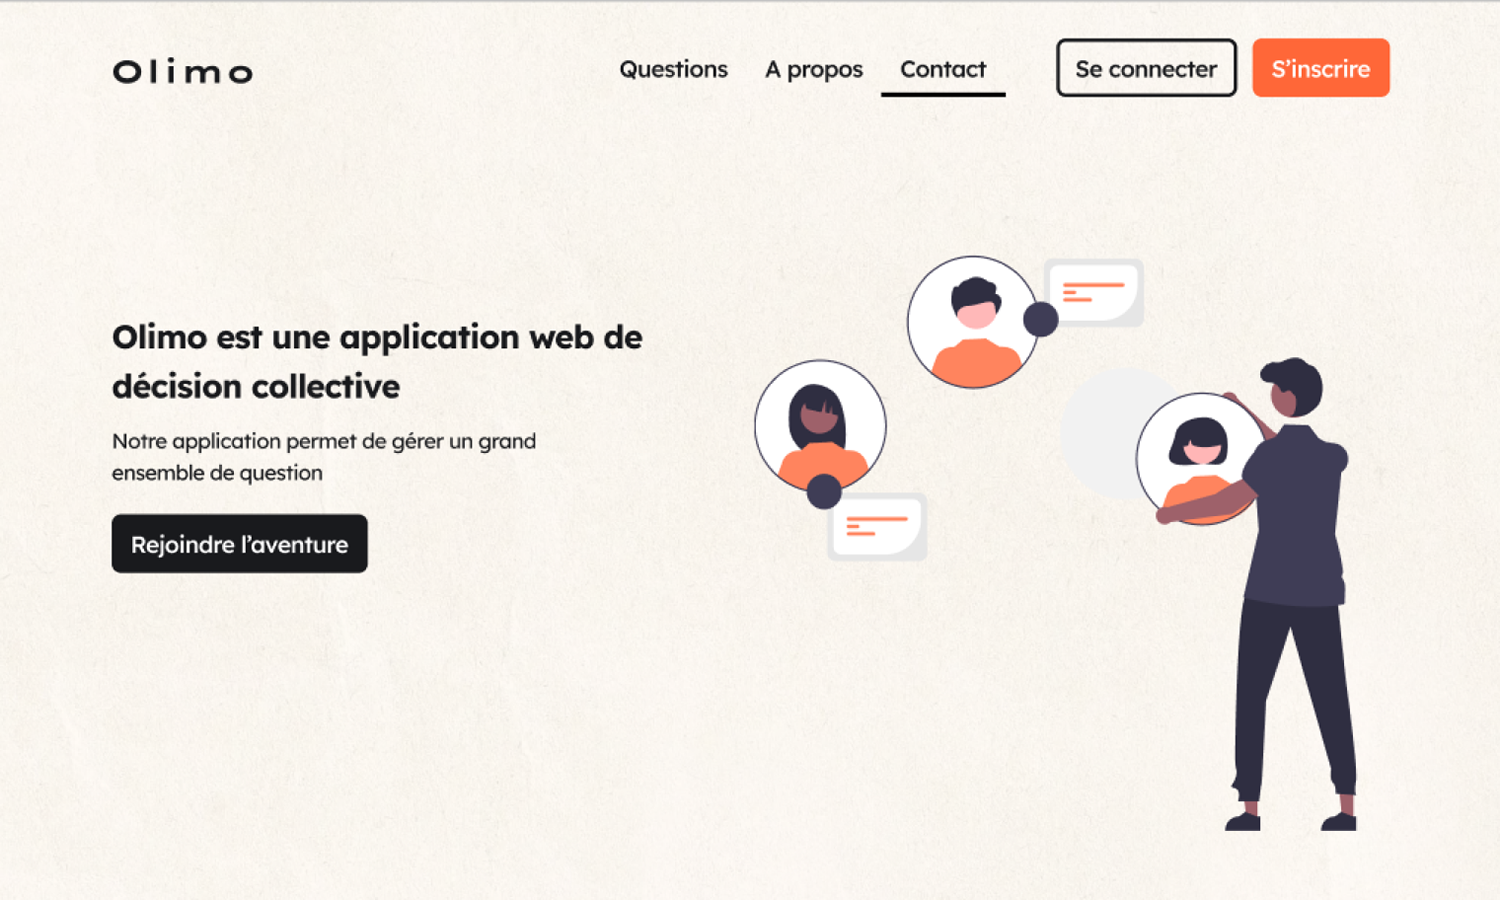 Olimo
Questions
A propos
Contact
Se connecter
S’inscrire
Olimo est une application web de
décision collective
Notre application permet de gérer un grand
ensemble de question
Rejoindre l’aventure